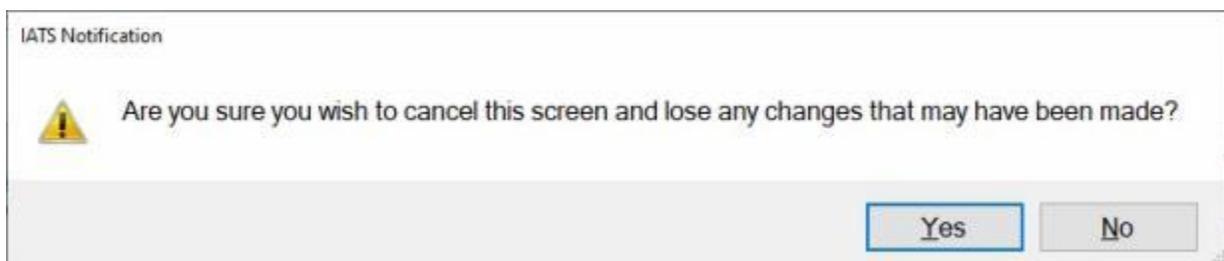 IATS Notification
Are you sure you wish to cancel this screen and lose any changes that may have been made?
Yes
No